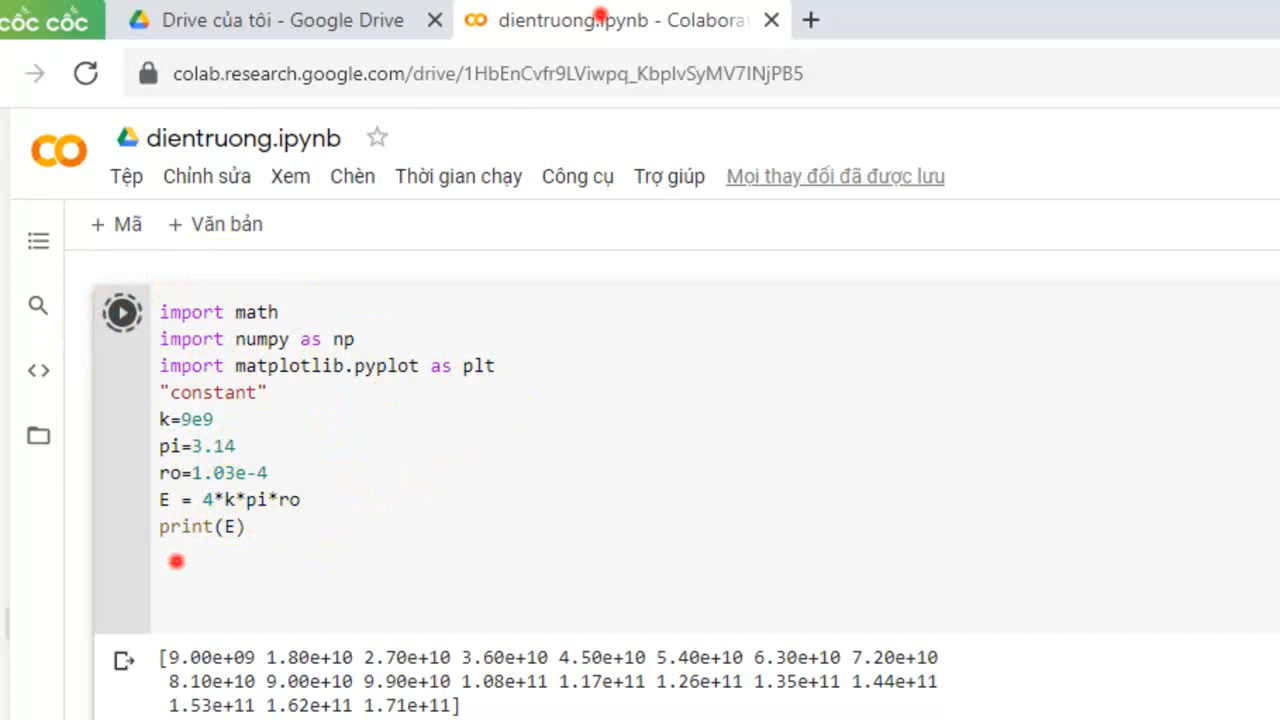 cốc cốc
Drive của tôi - Google Drive
dientruong.ipynb - Colabora
colab.research.google.com/drive/1HbEnCvfr9LViwpq_KbpIvSyMV7INjPB5
dientruong.ipynb
Tệp Chỉnh sửa Xem Chèn Thời gian chạy Công cụ Trợ giúp Mọi thay đổi đã được lưu
+ Mã + Văn bản
import math
import numpy as np
import matplotlib.pyplot as plt
"constant"
k=9e9
pi=3.14
ro=1.03e-4
E = 4*k*pi*ro
print(E)
[9.00e+09 1.80e+10 2.70e+10 3.60e+10 4.50e+10 5.40e+10 6.30e+10 7.20e+10
8.10e+10 9.00e+10 9.90e+10 1.08e+11 1.17e+11 1.26e+11 1.35e+11 1.44e+11
1.53e+11 1.62e+11 1.71e+11]